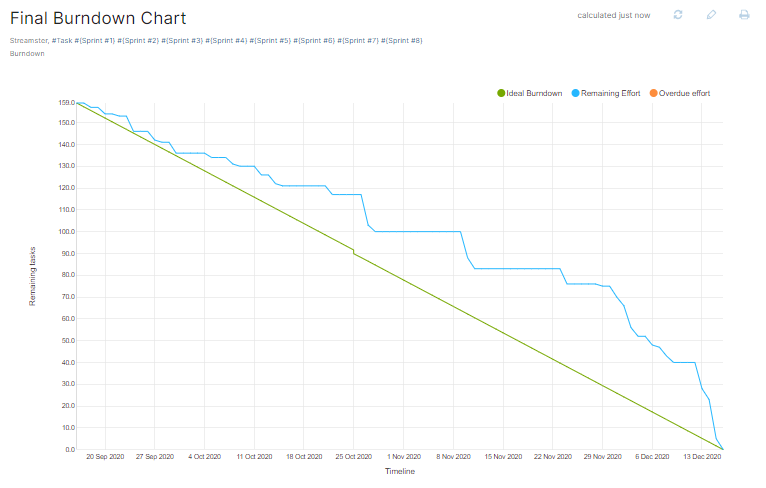 Final Burndown Chart
calculated just now
Streamster, #Task #{Sprint #1} #{Sprint #2} #{Sprint #3} #{Sprint #4} #{Sprint #5} #{Sprint #6} #{Sprint #7} #{Sprint #8}
Burndown
Ideal Burndown Remaining Effort Overdue effort
159.0
150.0
140.0
130.0
120.0
110.0
100.0
90.0
80.0
70.0
60.0
50.0
40.0
30.0
20.0
10.0
0.0
Remaining tasks
20 Sep 2020 27 Sep 2020 4 Oct 2020 11 Oct 2020 18 Oct 2020 25 Oct 2020 1 Nov 2020 8 Nov 2020 15 Nov 2020 22 Nov 2020 29 Nov 2020 6 Dec 2020 13 Dec 2020
Timeline